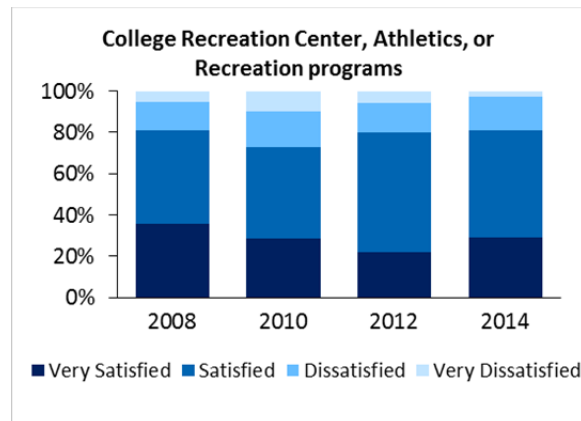 College Recreation Center, Athletics, or
Recreation programs
100%
80%
60%
40%
20%
0%
2008 2010 2012 2014
Very Satisfied Satisfied Dissatisfied Very Dissatisfied